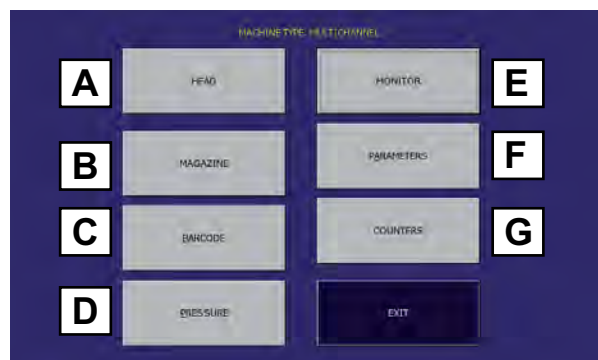 MACHINE TYPE: MULTICHANNEL
A HEAD MONITOR E
B MAGAZINE PARAMETERS F
C BARCODE COUNTERS G
D PRESSURE EXIT